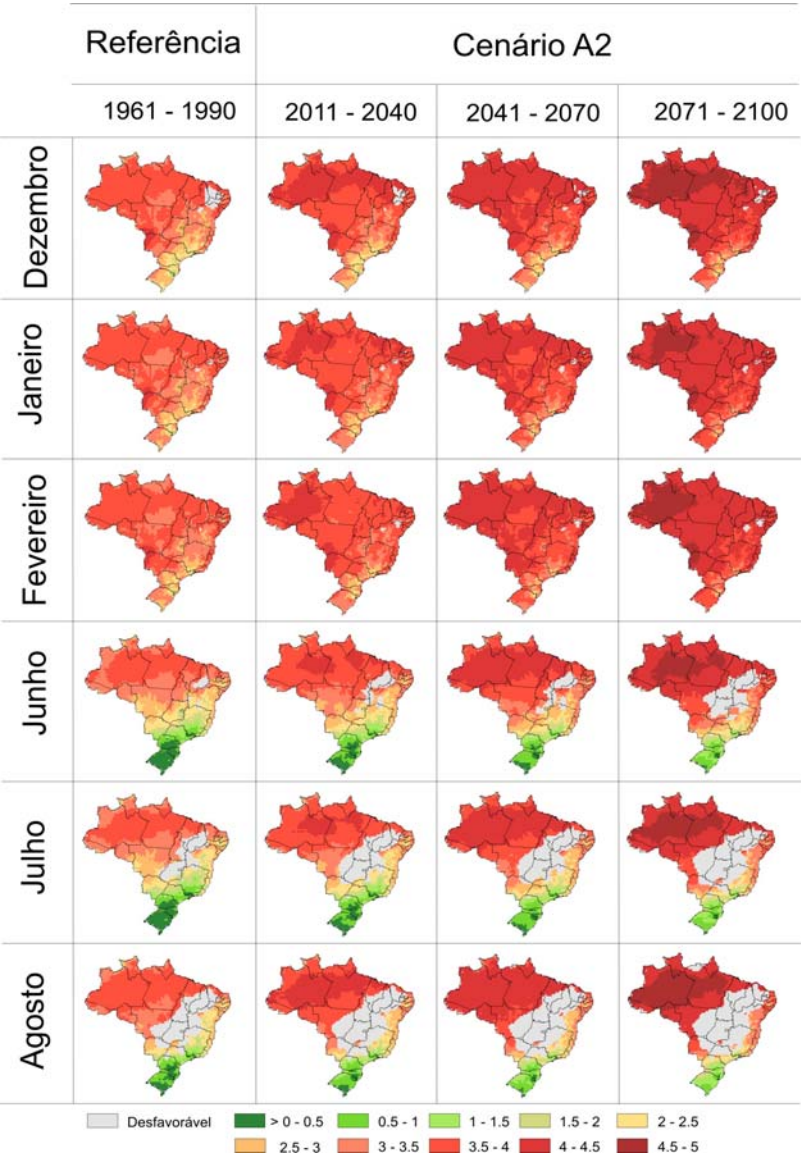 Referência Cenário A2
1961 - 1990 2011 - 2040 2041 - 2070 2071 - 2100
Dezembro
Janeiro
Fevereiro
Junho
Julho
Agosto
Desfavorável > 0 - 0.5 0.5 - 1 1 - 1.5 1.5 - 2 2 - 2.5
2.5 - 3 3 - 3.5 3.5 - 4 4 - 4.5 4.5 - 5